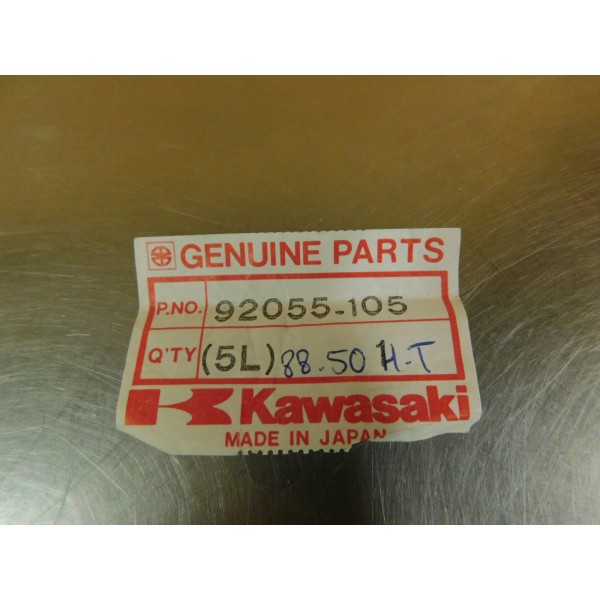 GENUINE PARTS
P.NO. 92055-105
Q'TY (5L) 88.50 H-T
Kawasaki
MADE IN JAPAN